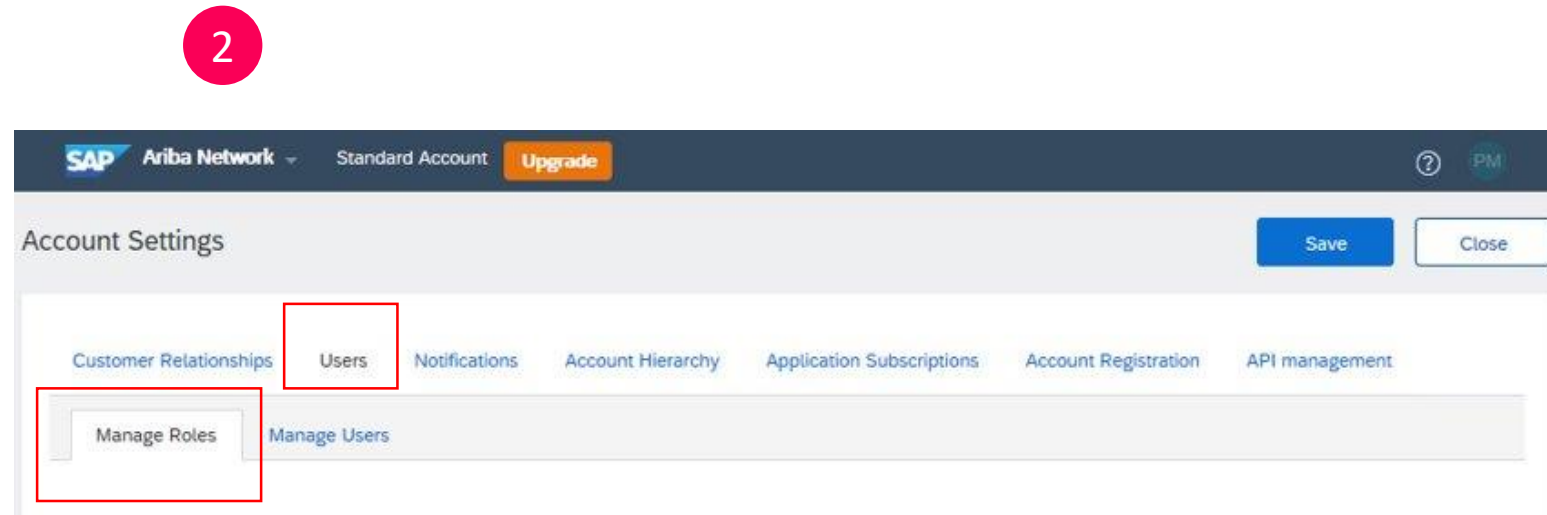 2
SAP Ariba Network Standard Account Upgrade ? PM
Account Settings Save Close
Customer Relationships Users Notifications Account Hierarchy Application Subscriptions Account Registration API management
Manage Roles Manage Users